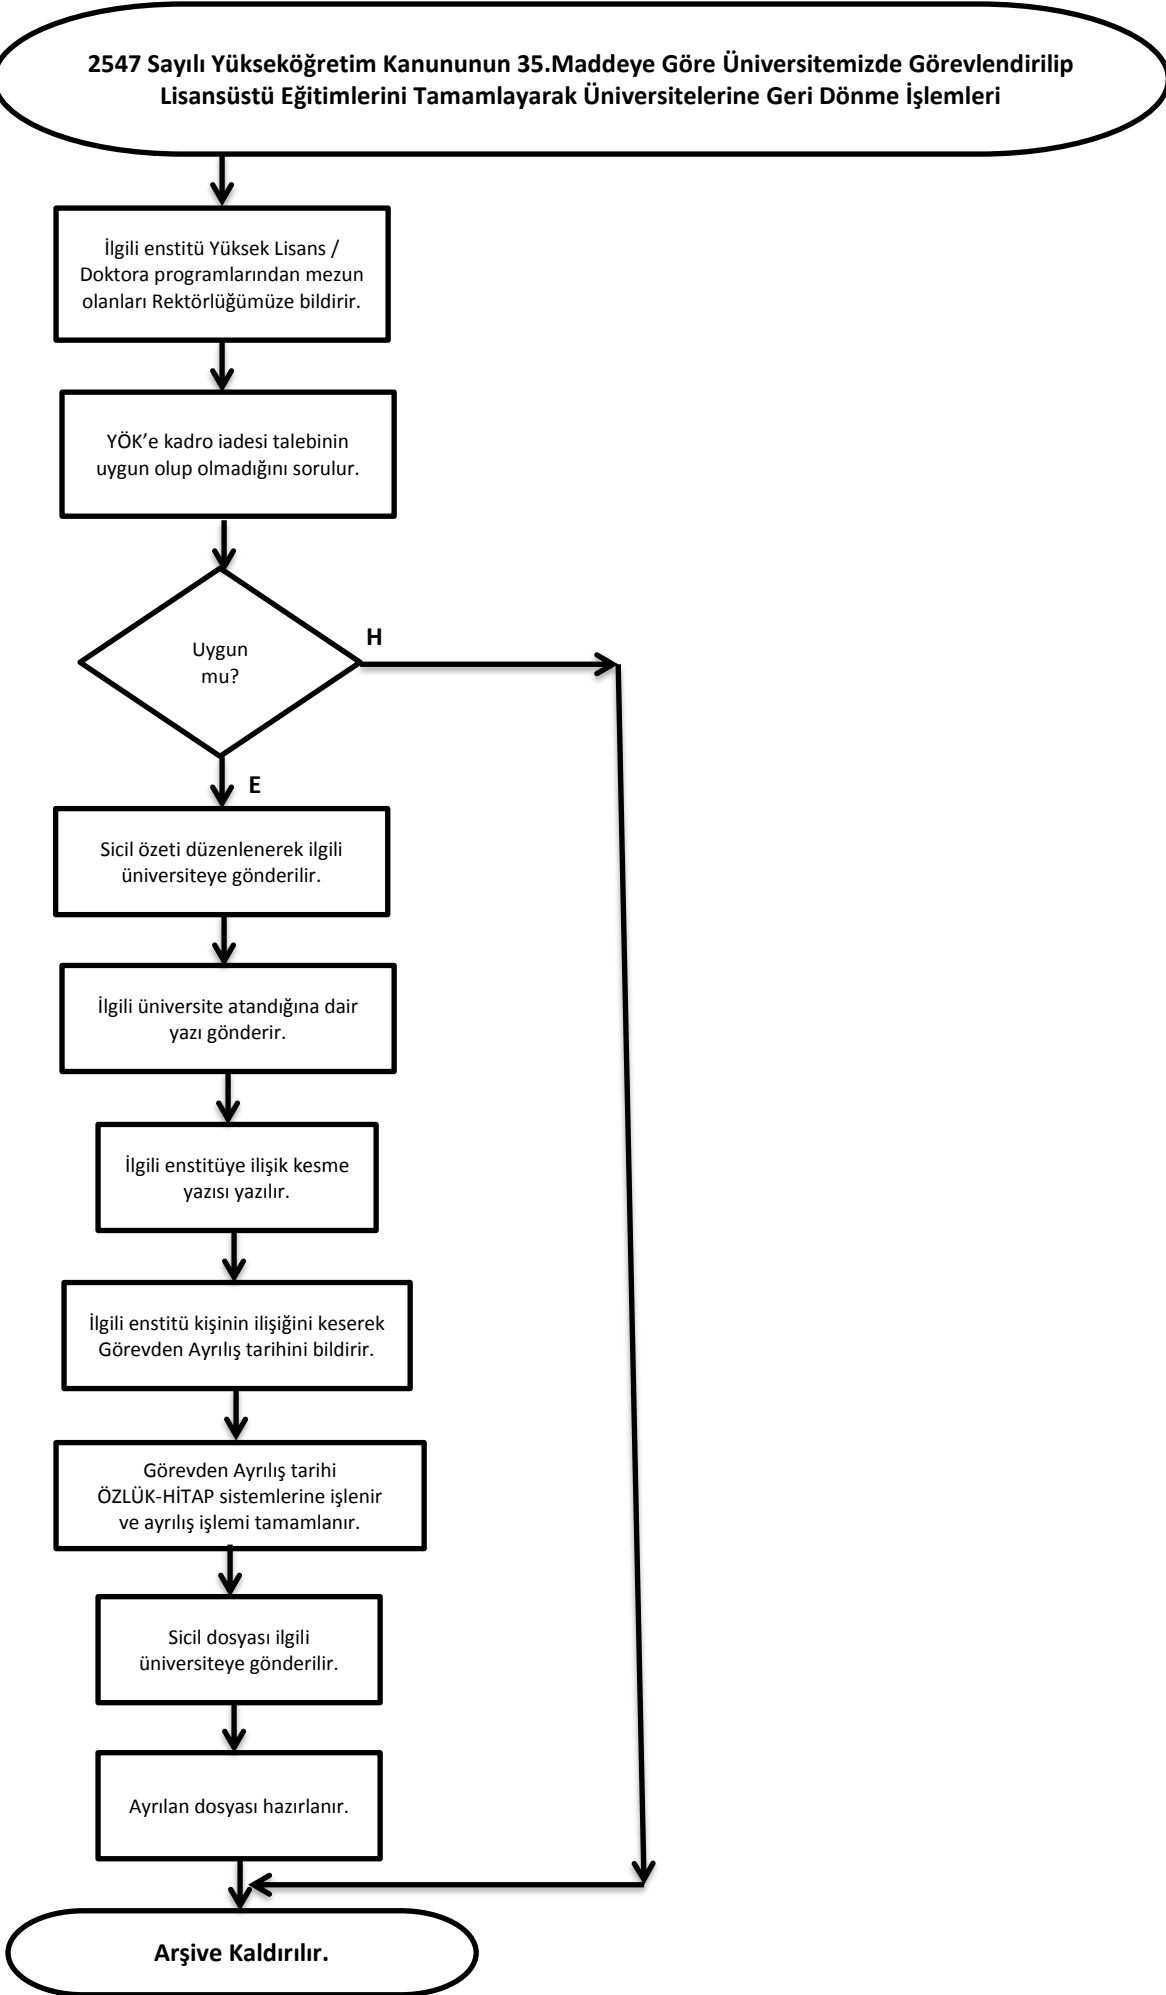 2547 Sayılı Yükseköğretim Kanununun 35.Maddeye Göre Üniversitemizde Görevlendirilip
Lisansüstü Eğitimlerini Tamamlayarak Üniversitelerine Geri Dönme İşlemleri
İlgili enstitü Yüksek Lisans /
Doktora programlarından mezun
olanları Rektörlüğümüze bildirir.
YÖK’e kadro iadesi talebinin
uygun olup olmadığını sorulur.
Uygun
mu?
H
E
Sicil özeti düzenlenerek ilgili
üniversiteye gönderilir.
İlgili üniversite atandığına dair
yazı gönderir.
İlgili enstitüye ilişik kesme
yazısı yazılır.
İlgili enstitü kişinin ilişiğini keserek
Görevden Ayrılış tarihini bildirir.
Görevden Ayrılış tarihi
ÖZLÜK-HİTAP sistemlerine işlenir
ve ayrılış işlemi tamamlanır.
Sicil dosyası ilgili
üniversiteye gönderilir.
Ayrılan dosyası hazırlanır.
Arşive Kaldırılır.